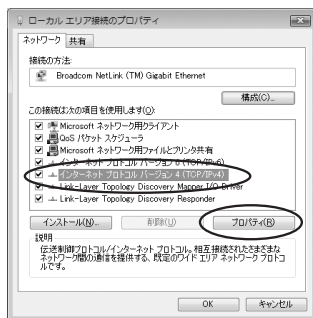 ローカル エリア接続のプロパティ
ネットワーク 共有
接続の方法:
Broadcom NetLink (TM) Gigabit Ethernet
構成(C)...
この接続は次の項目を使用します(O):
Microsoft ネットワーク用クライアント
QoS パケット スケジューラ
Microsoft ネットワーク用ファイルとプリンタ共有
インターネット プロトコル バージョン 6 (TCP/IPv6)
インターネット プロトコル バージョン 4 (TCP/IPv4)
Link-Layer Topology Discovery Mapper I/O Driver
Link-Layer Topology Discovery Responder
インストール(N)... 削除(U) プロパティ(R)
説明
伝送制御プロトコル/インターネット プロトコル。相互接続されたさまざまな
ネットワーク間の通信を提供する、既定のワイド エリア ネットワーク プロトコ
ルです。
OK キャンセル